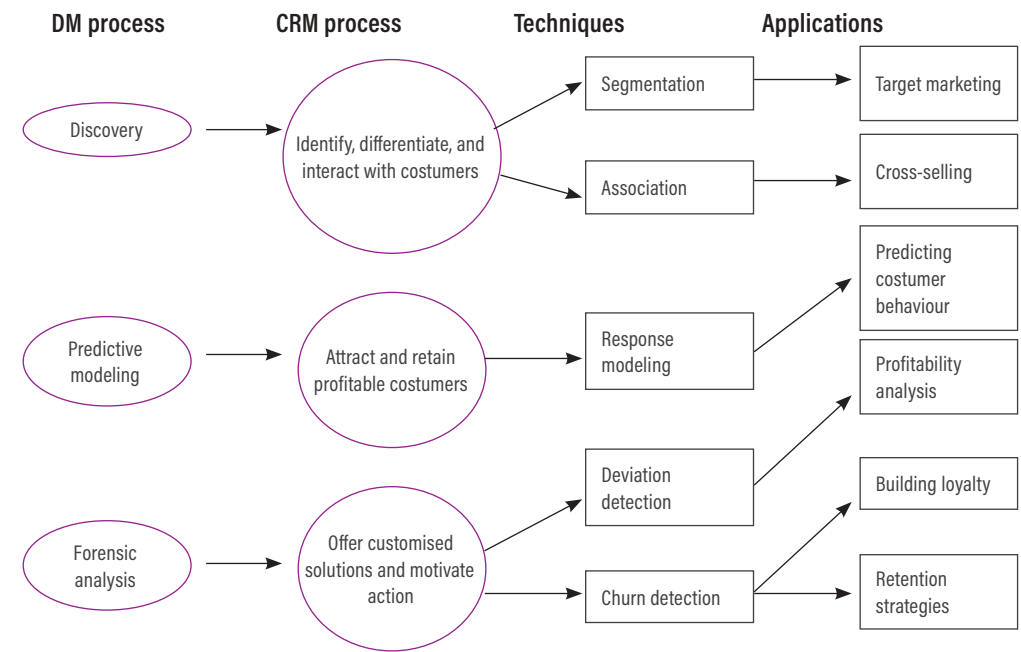 DM process
CRM process
Techniques
Applications
Discovery
Identify, differentiate, and
interact with costumers
Segmentation
Target marketing
Association
Cross-selling
Predictive
modeling
Attract and retain
profitable costumers
Response
modeling
Predicting
costumer
behaviour
Profitability
analysis
Forensic
analysis
Offer customised
solutions and motivate
action
Deviation
detection
Building loyalty
Churn detection
Retention
strategies